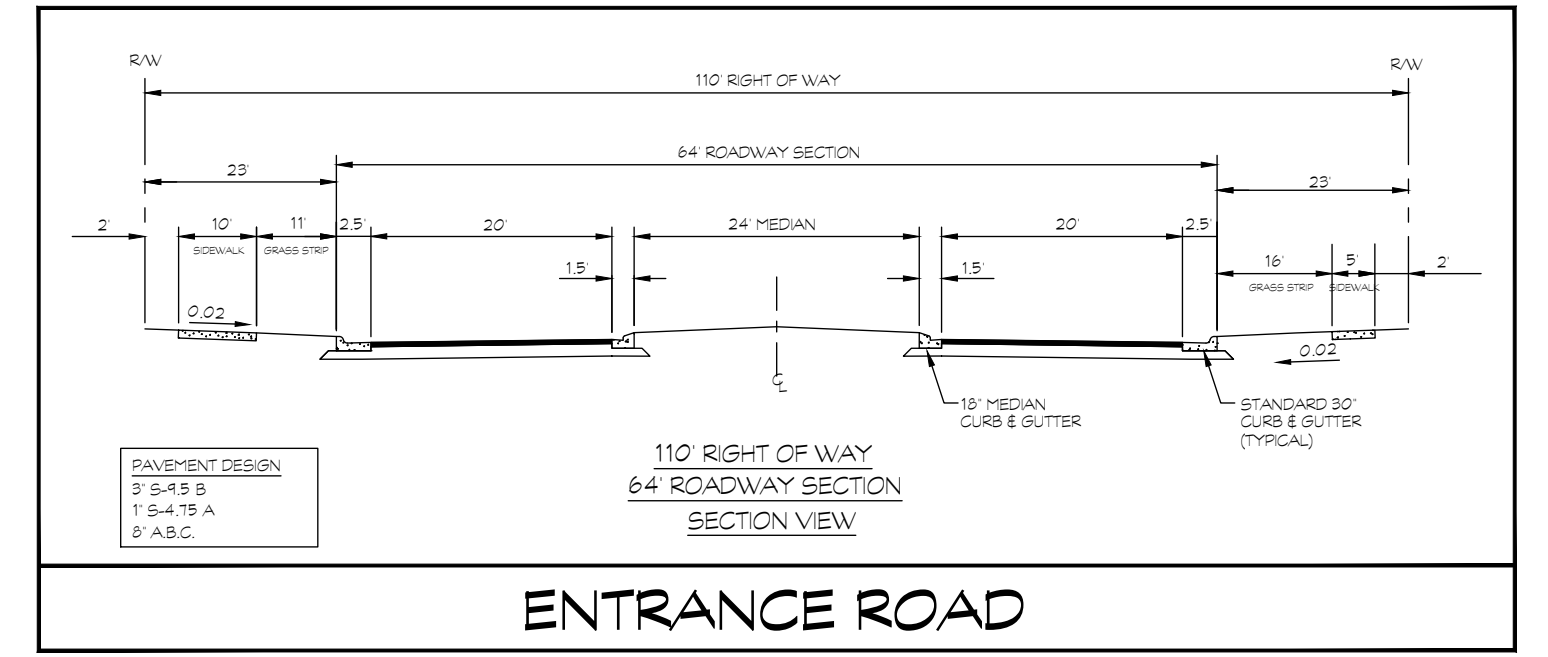 R/W
R/W
110' RIGHT OF WAY
64' ROADWAY SECTION
23'
23'
2'
10'
11'
2.5'
20'
24' MEDIAN
20'
2.5'
SIDEWALK
GRASS STRIP
1.5'
1.5'
16'
5'
2'
GRASS STRIP
SIDEWALK
0.02
0.02
CL
18" MEDIAN
CURB & GUTTER
STANDARD 30"
CURB & GUTTER
(TYPICAL)
110' RIGHT OF WAY
64' ROADWAY SECTION
SECTION VIEW
PAVEMENT DESIGN
3" S-9.5 B
1" S-4.75 A
8" A.B.C.
ENTRANCE ROAD